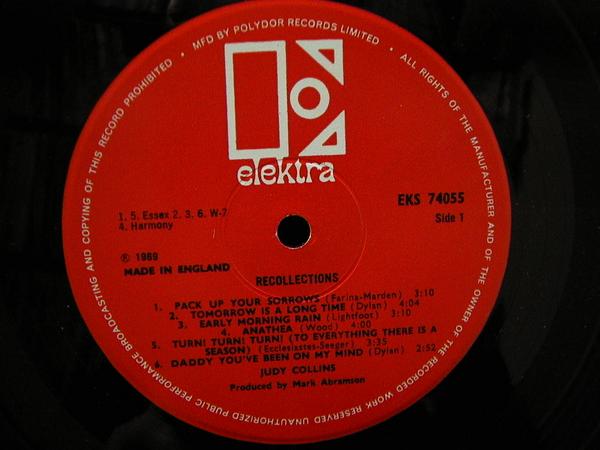 • MFD BY POLYDOR RECORDS LIMITED • ALL RIGHTS OF THE MANUFACTURER AND OF THE OWNER OF THE RECORDED WORK RESERVED UNAUTHORIZED PUBLIC PERFORMANCE BROADCASTING AND COPYING OF THIS RECORD PROHIBITED
elektra
EKS 74055
Side 1
1. 5. Essex 2. 3. 6. W-7
4. Harmony
℗ 1969
MADE IN ENGLAND
RECOLLECTIONS
1. PACK UP YOUR SORROWS (Farina-Marden) 3:10
2. TOMORROW IS A LONG TIME (Dylan) 4:04
3. EARLY MORNING RAIN (Lightfoot) 3:10
4. ANATHEA (Wood) 4:00
5. TURN! TURN! TURN! (TO EVERYTHING THERE IS A
SEASON) (Ecclesiastes-Seeger) 3:35
6. DADDY YOU'VE BEEN ON MY MIND (Dylan) 2:52
JUDY COLLINS
Produced by Mark Abramson